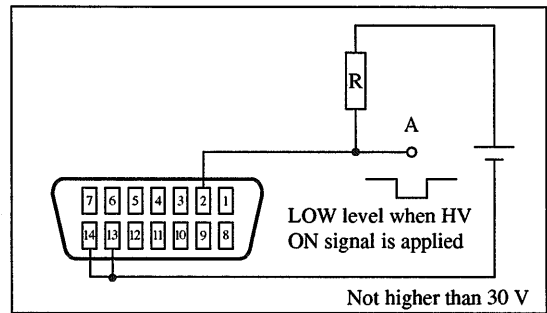 R
A
7 6 5 4 3 2 1
14 13 12 11 10 9 8
LOW level when HV
ON signal is applied
Not higher than 30 V